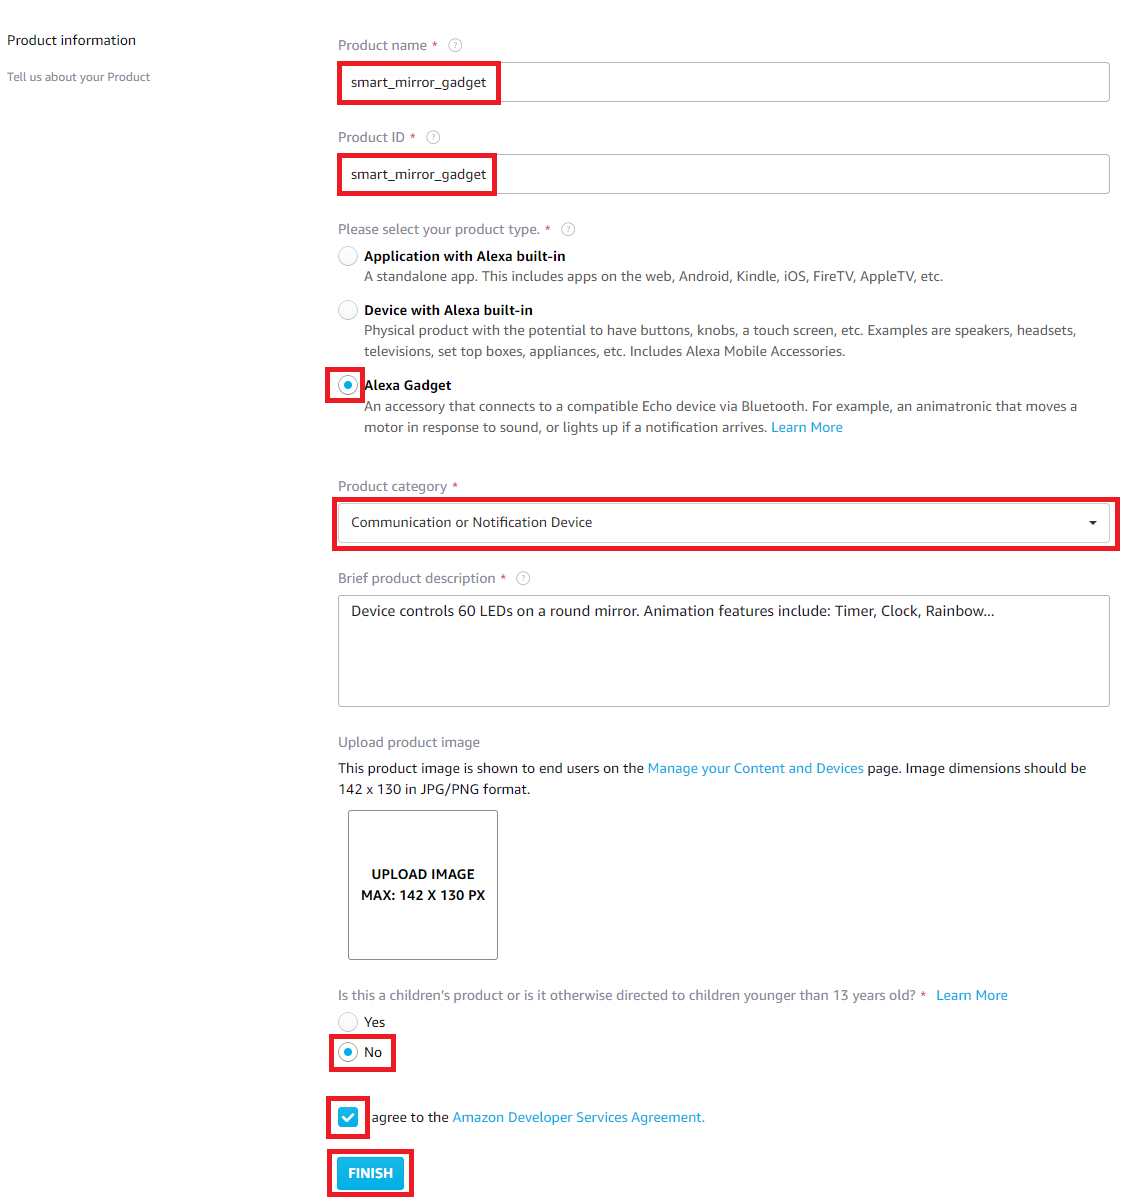 Product information
Tell us about your Product
Product name * ?
smart_mirror_gadget
Product ID * ?
smart_mirror_gadget
Please select your product type. * ?
Application with Alexa built-in
A standalone app. This includes apps on the web, Android, Kindle, iOS, FireTV, AppleTV, etc.
Device with Alexa built-in
Physical product with the potential to have buttons, knobs, a touch screen, etc. Examples are speakers, headsets,
televisions, set top boxes, appliances, etc. Includes Alexa Mobile Accessories.
Alexa Gadget
An accessory that connects to a compatible Echo device via Bluetooth. For example, an animatronic that moves a
motor in response to sound, or lights up if a notification arrives. Learn More
Product category *
Communication or Notification Device
Brief product description * ?
Device controls 60 LEDs on a round mirror. Animation features include: Timer, Clock, Rainbow...
Upload product image
This product image is shown to end users on the Manage your Content and Devices page. Image dimensions should be
142 x 130 in JPG/PNG format.
UPLOAD IMAGE
MAX: 142 X 130 PX
Is this a children's product or is it otherwise directed to children younger than 13 years old? * Learn More
Yes
No
agree to the Amazon Developer Services Agreement.
FINISH